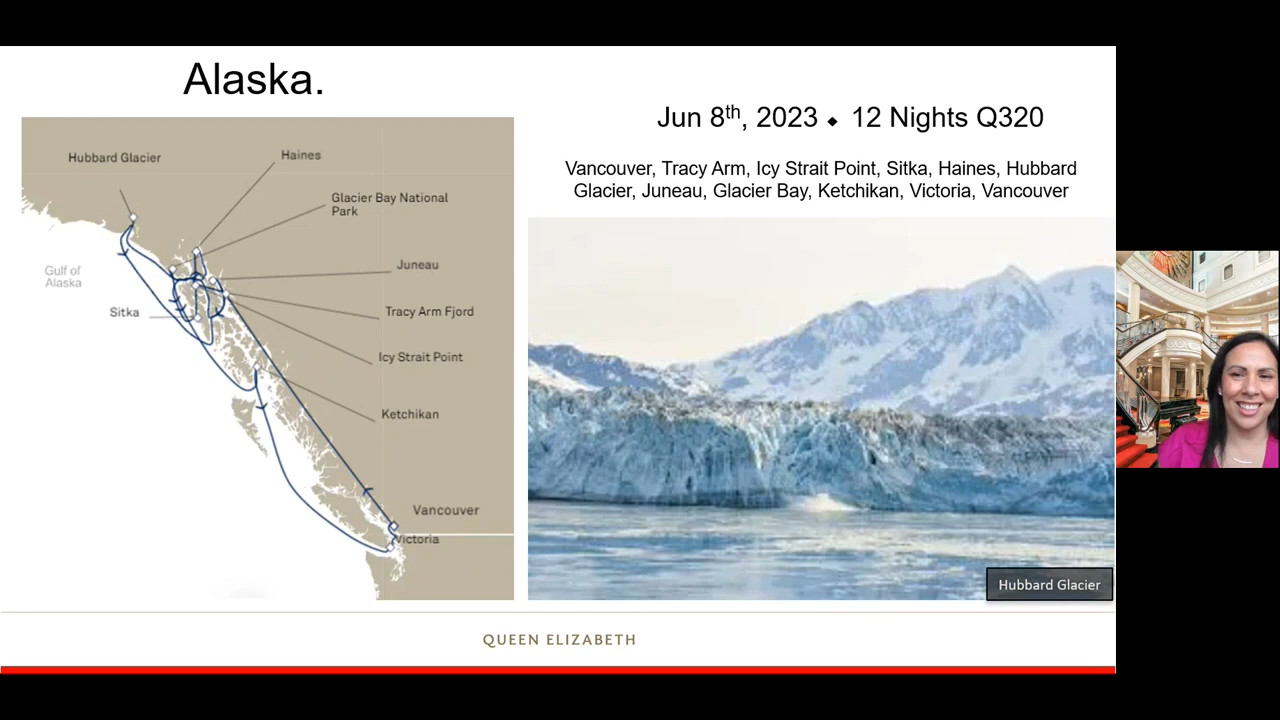 Alaska.
Jun 8th, 2023 ◆ 12 Nights Q320
Vancouver, Tracy Arm, Icy Strait Point, Sitka, Haines, Hubbard
Glacier, Juneau, Glacier Bay, Ketchikan, Victoria, Vancouver
Hubbard Glacier
Haines
Glacier Bay National
Park
Juneau
Gulf of
Alaska
Sitka
Tracy Arm Fjord
Icy Strait Point
Ketchikan
Vancouver
Victoria
Hubbard Glacier
QUEEN ELIZABETH